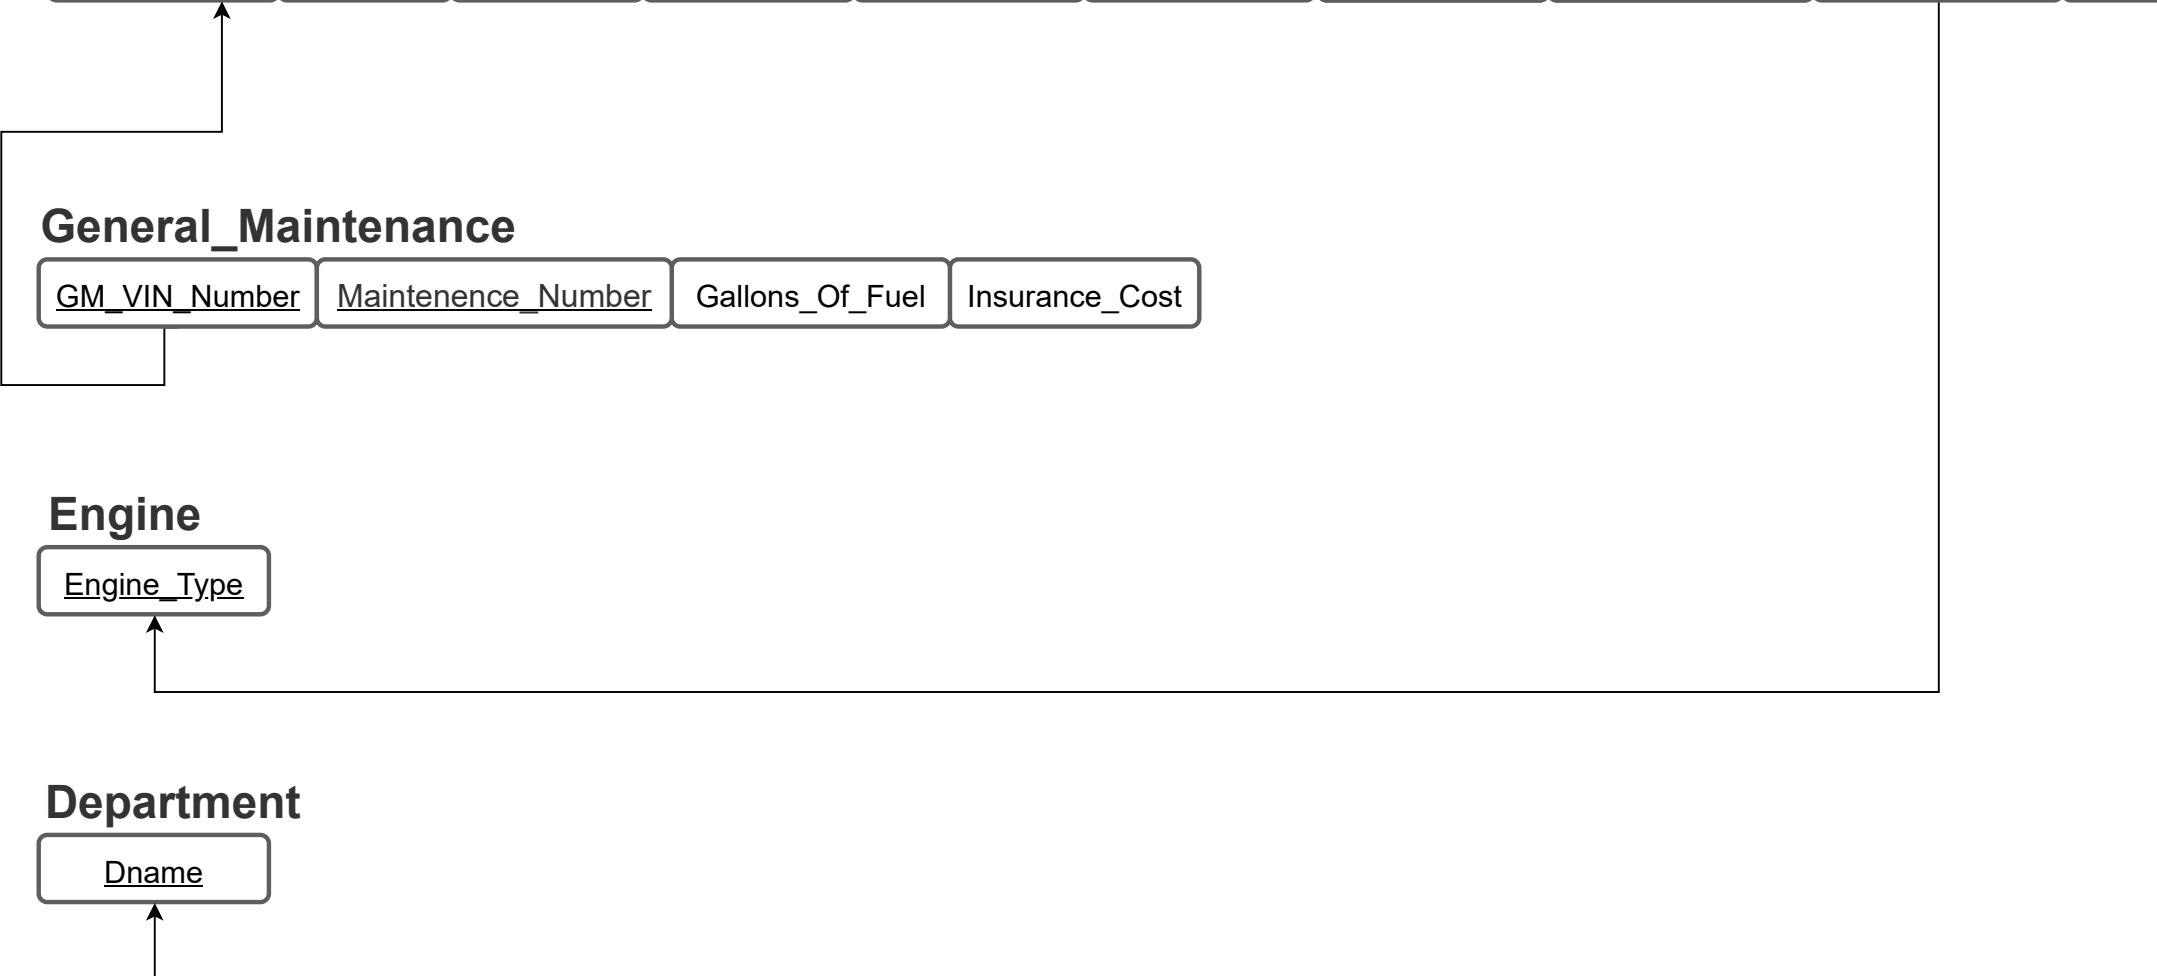 General_Maintenance
GM_VIN_Number Maintenence_Number Gallons_Of_Fuel Insurance_Cost
Engine
Engine_Type
Department
Dname